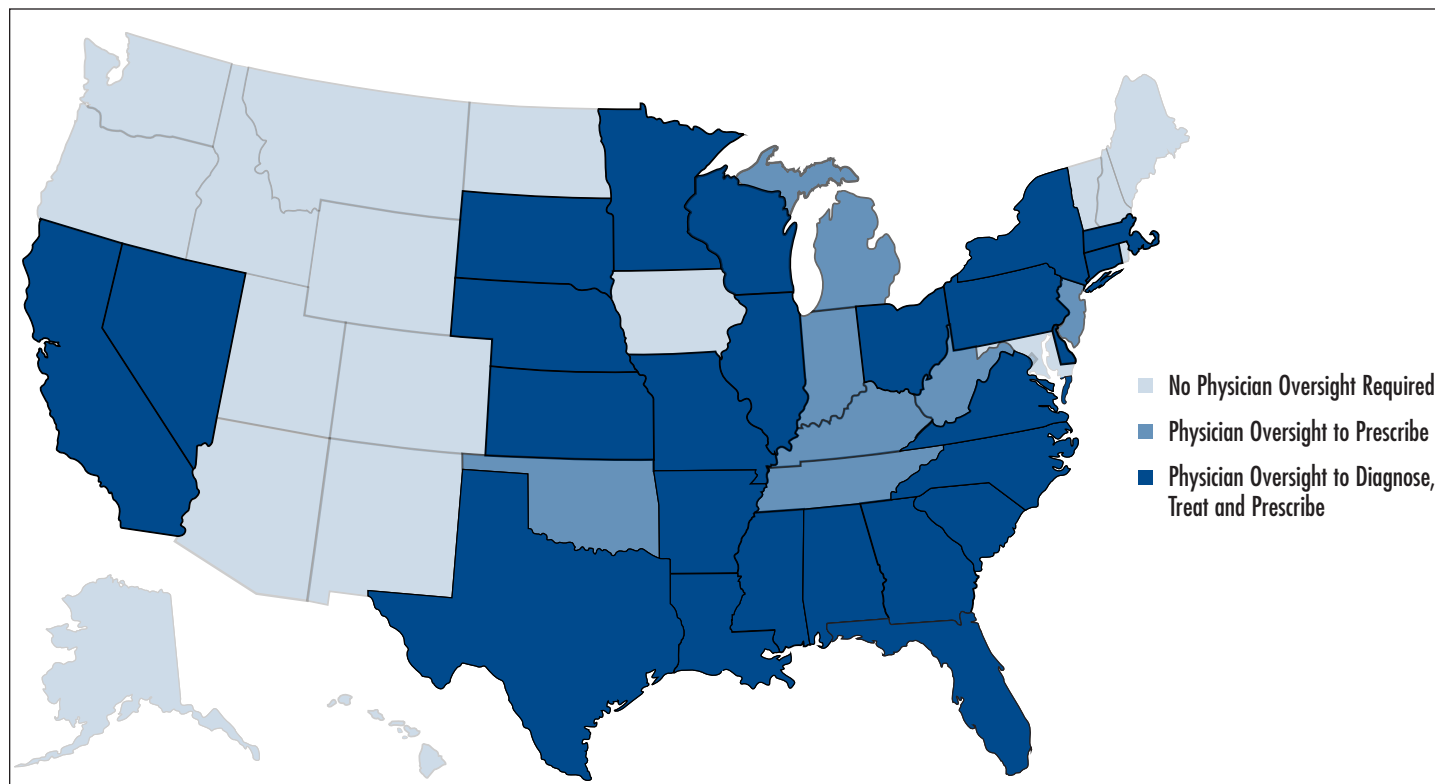 No Physician Oversight Required
Physician Oversight to Prescribe
Physician Oversight to Diagnose,
Treat and Prescribe